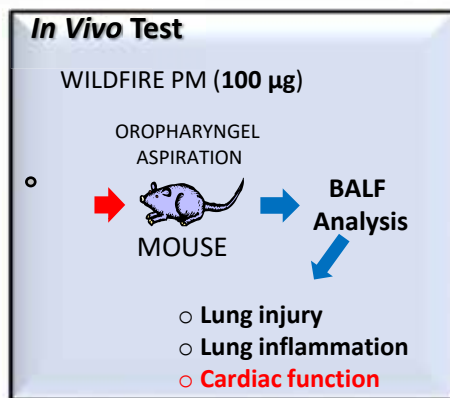 In Vivo Test
WILDFIRE PM (100 µg)
OROPHARYNGEL
ASPIRATION
MOUSE
BALF
Analysis
○ Lung injury
○ Lung inflammation
○ Cardiac function